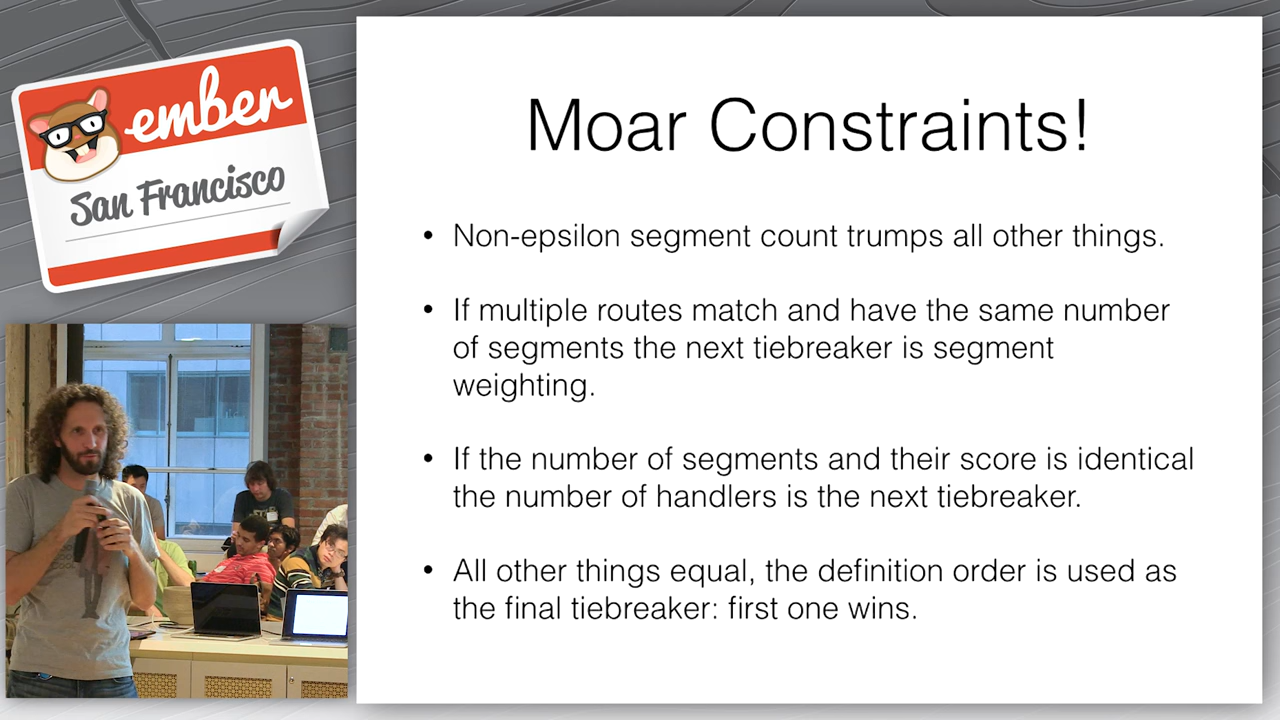 ember
San Francisco
Moar Constraints!
• Non-epsilon segment count trumps all other things.
• If multiple routes match and have the same number
of segments the next tiebreaker is segment
weighting.
• If the number of segments and their score is identical
the number of handlers is the next tiebreaker.
• All other things equal, the definition order is used as
the final tiebreaker: first one wins.